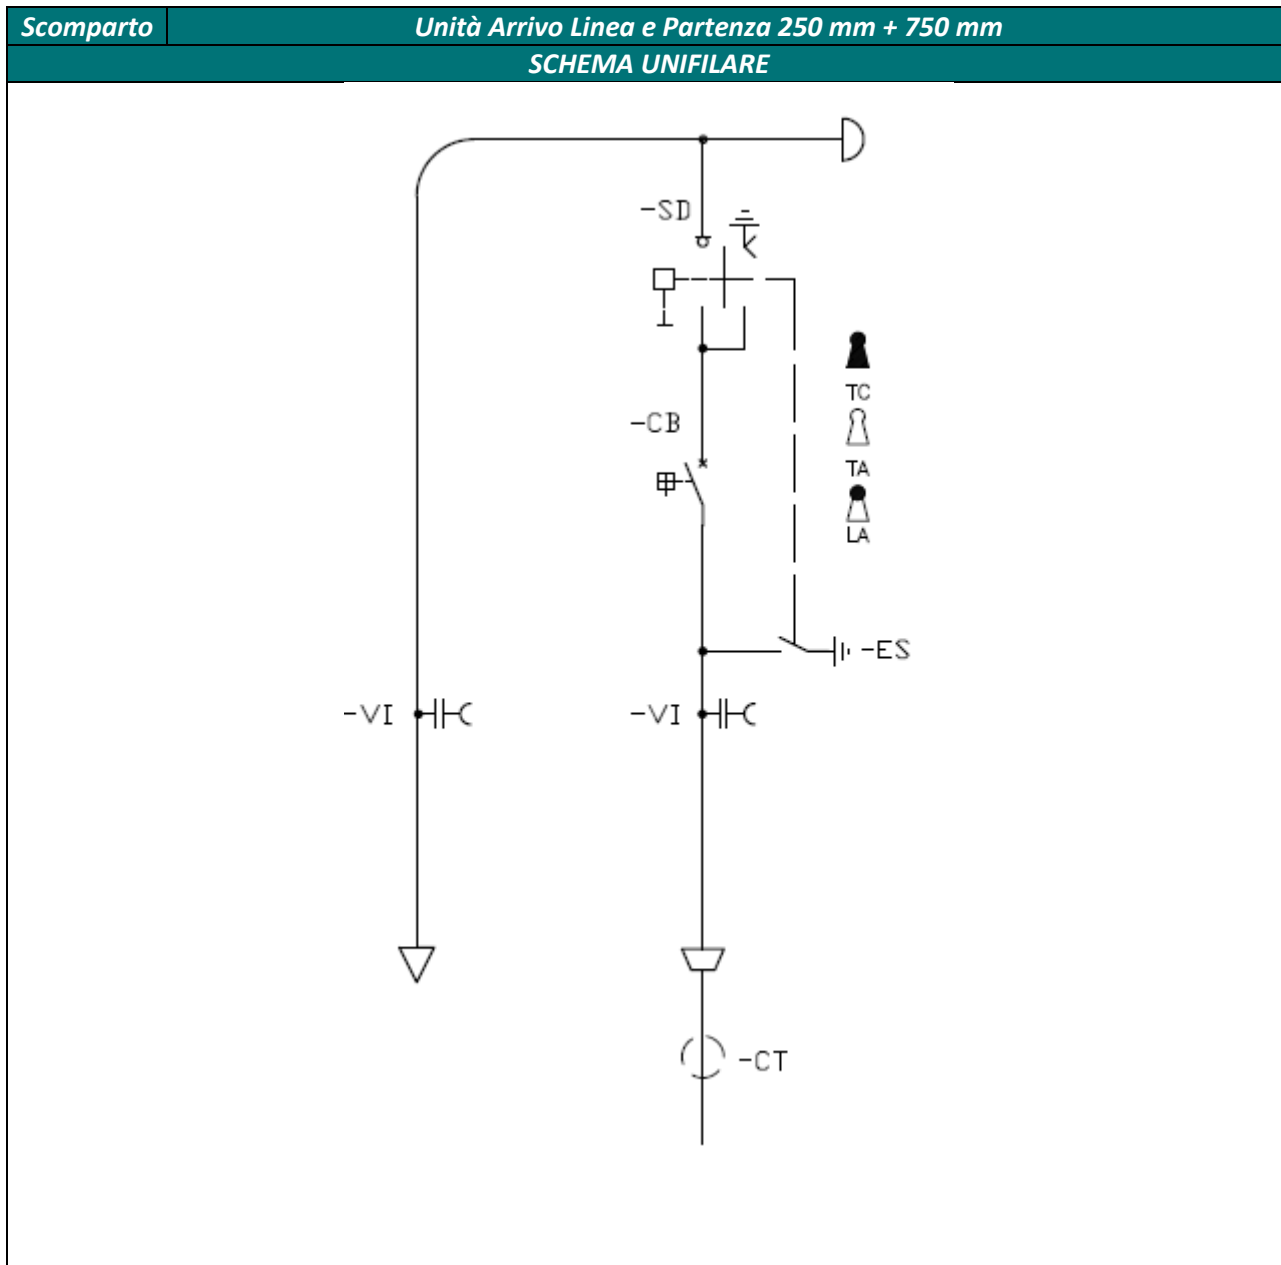 Scomparto Unità Arrivo Linea e Partenza 250 mm + 750 mm
SCHEMA UNIFILARE
-SD
TC
-CB
TA
LA
-ES
-VI -VI
-CT